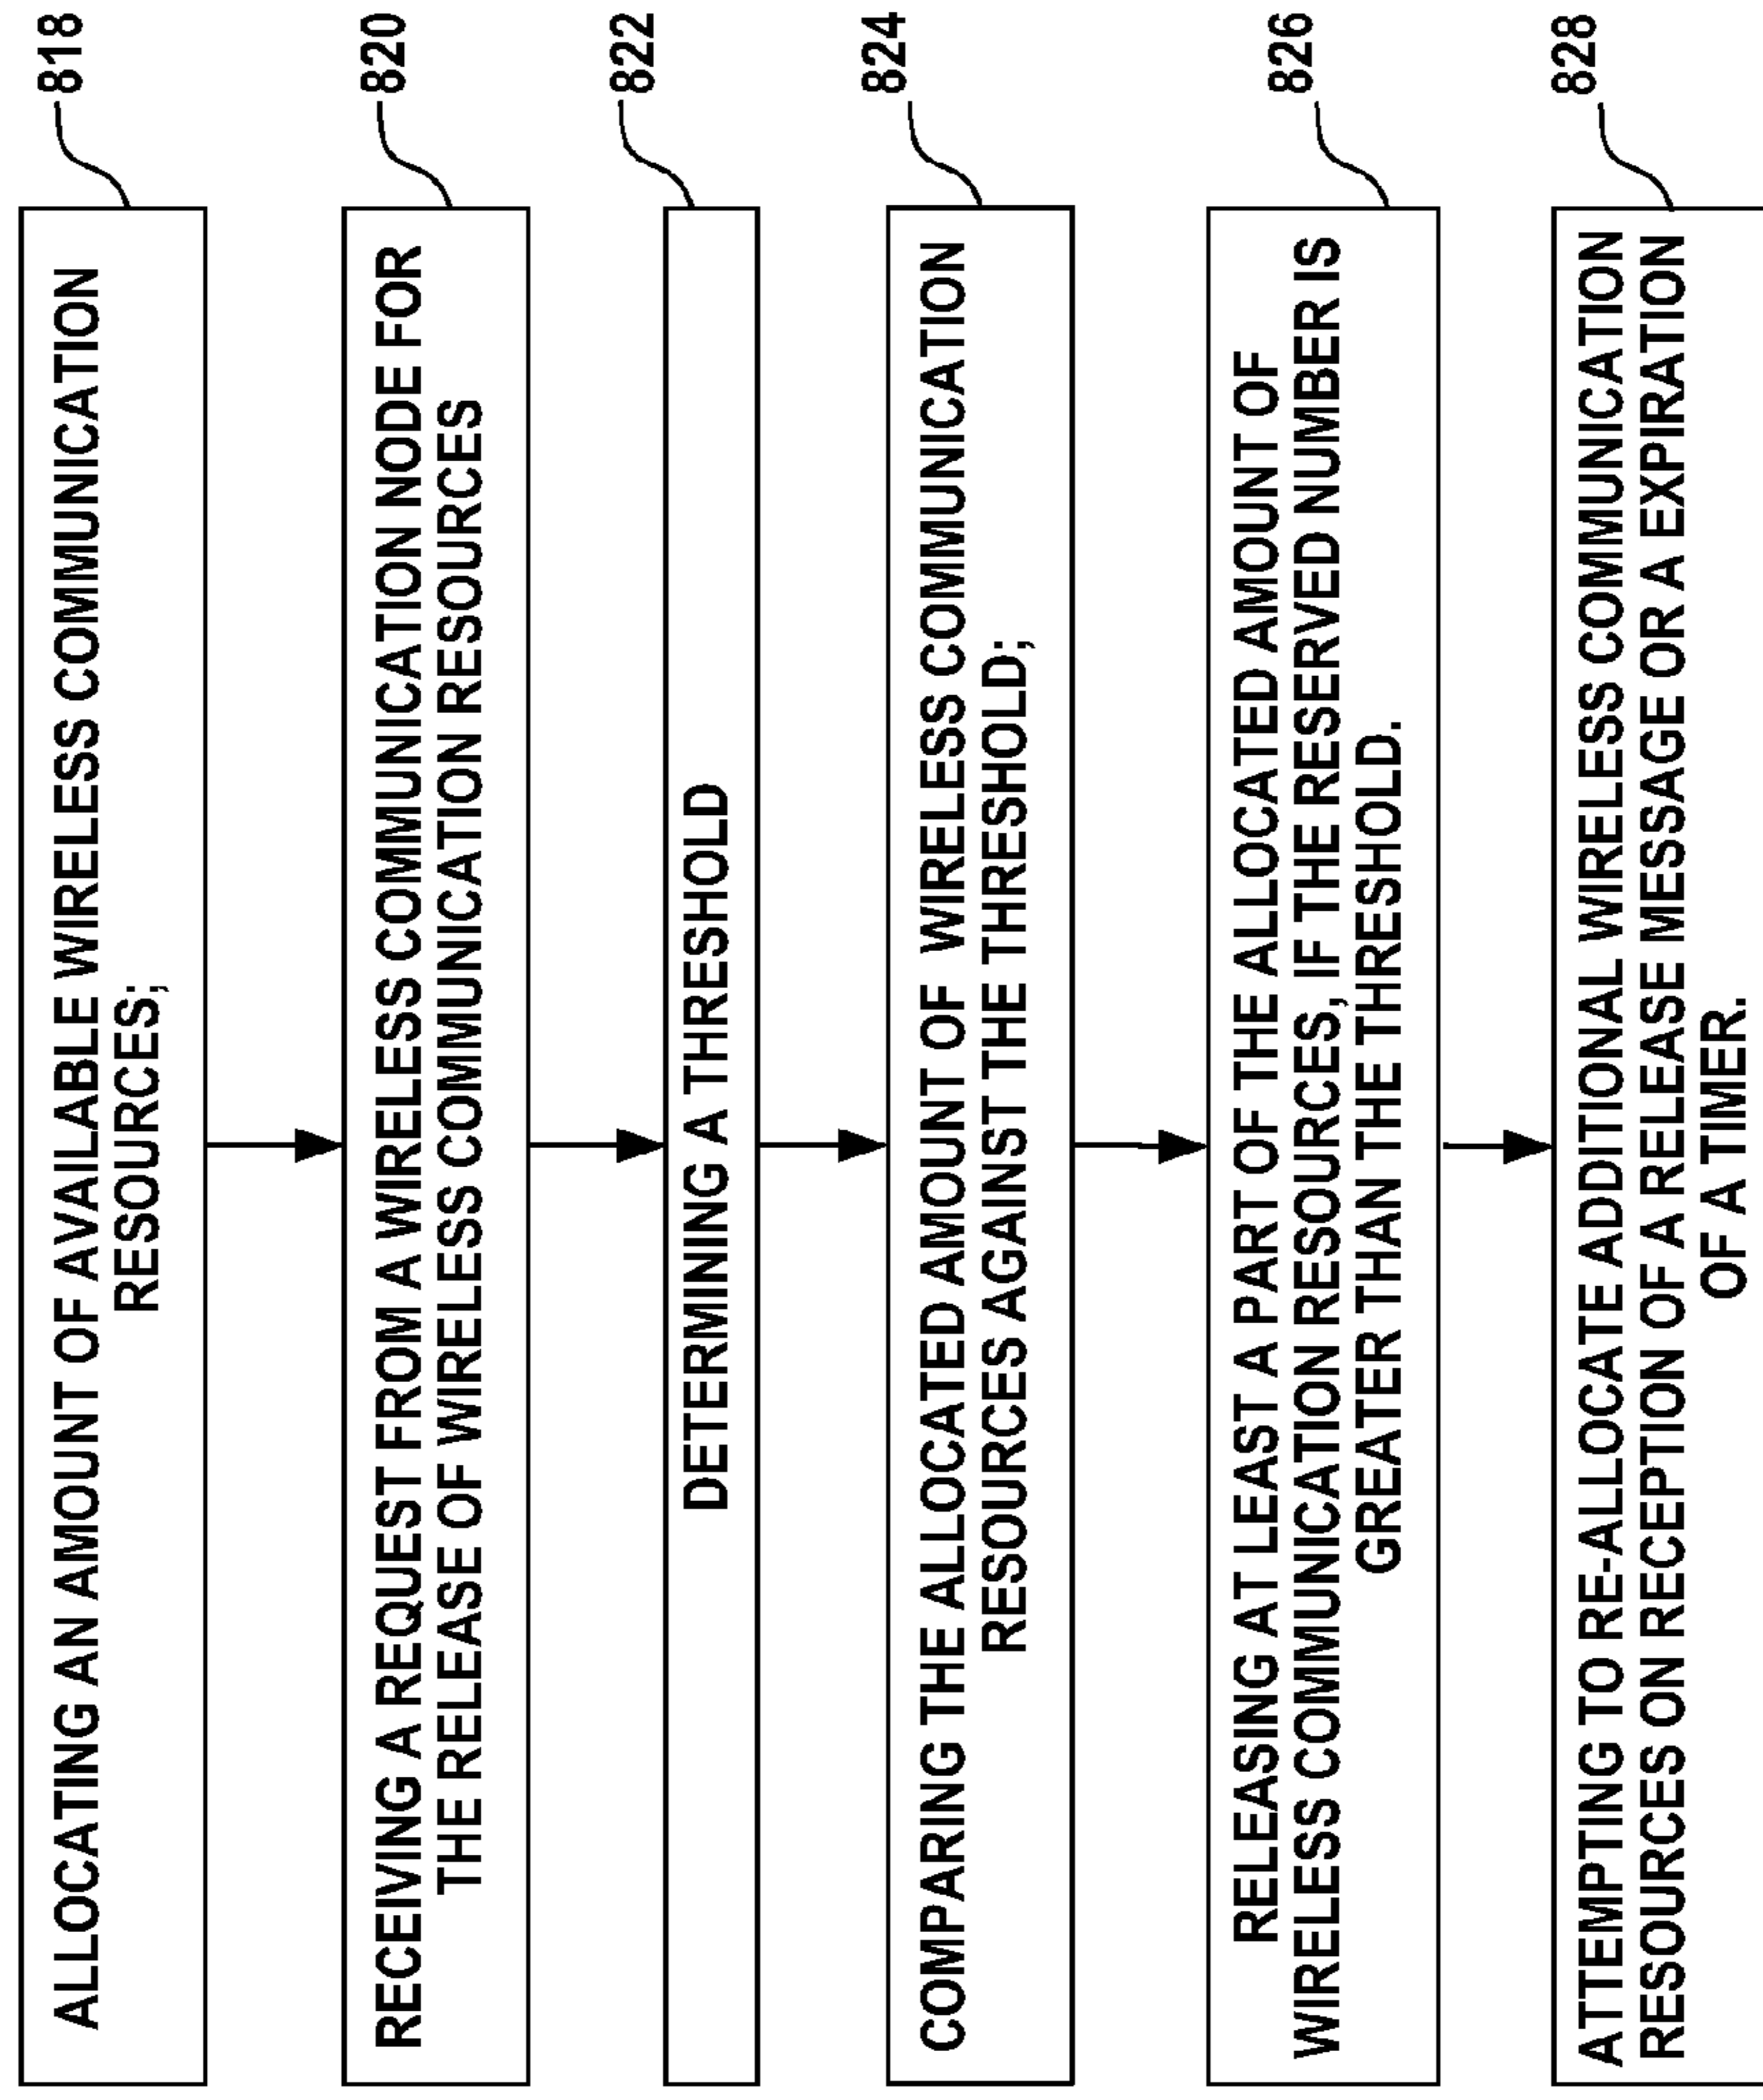 ALLOCATING AN AMOUNT OF AVAILABLE WIRELESS COMMUNICATION
RESOURCES;
818
RECEIVING A REQUEST FROM A WIRELESS COMMUNICATION NODE FOR
THE RELEASE OF WIRELESS COMMUNICATION RESOURCES
820
DETERMINING A THRESHOLD
822
COMPARING THE ALLOCATED AMOUNT OF WIRELESS COMMUNICATION
RESOURCES AGAINST THE THRESHOLD;
824
RELEASING AT LEAST A PART OF THE ALLOCATED AMOUNT OF
WIRELESS COMMUNICATION RESOURCES, IF THE RESERVED NUMBER IS
GREATER THAN THE THRESHOLD.
826
ATTEMPTING TO RE-ALLOCATE ADDITIONAL WIRELESS COMMUNICATION
RESOURCES ON RECEPTION OF A RELEASE MESSAGE OR A EXPIRATION
OF A TIMER.
828